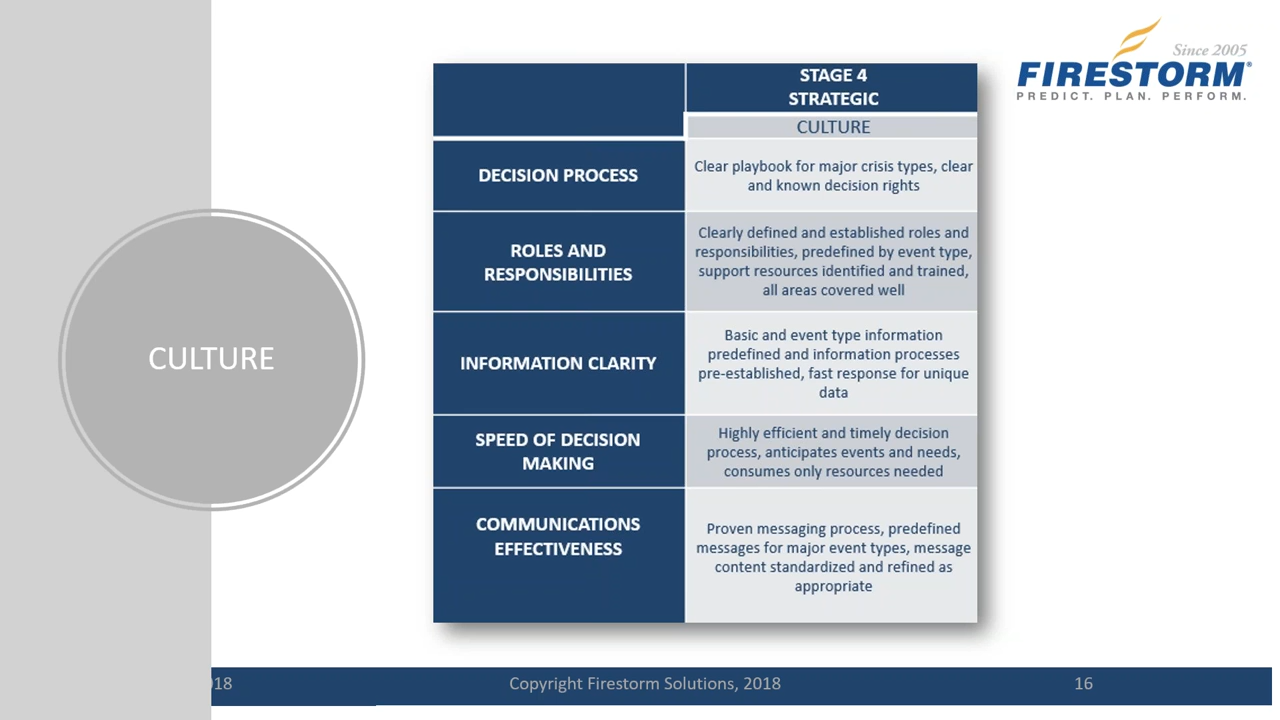 Since 2005
FIRESTORM®
PREDICT. PLAN. PERFORM.
CULTURE
STAGE 4
STRATEGIC
CULTURE
DECISION PROCESS
Clear playbook for major crisis types, clear
and known decision rights
ROLES AND
RESPONSIBILITIES
Clearly defined and established roles and
responsibilities, predefined by event type,
support resources identified and trained,
all areas covered well
INFORMATION CLARITY
Basic and event type information
predefined and information processes
pre-established, fast response for unique
data
SPEED OF DECISION
MAKING
Highly efficient and timely decision
process, anticipates events and needs,
consumes only resources needed
COMMUNICATIONS
EFFECTIVENESS
Proven messaging process, predefined
messages for major event types, message
content standardized and refined as
appropriate
Copyright Firestorm Solutions, 2018
16